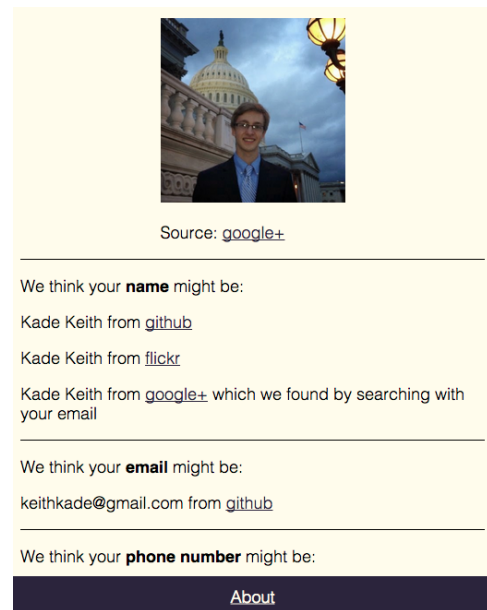 Source: google+
We think your name might be:
Kade Keith from github
Kade Keith from flickr
Kade Keith from google+ which we found by searching with
your email
We think your email might be:
keithkade@gmail.com from github
We think your phone number might be:
About